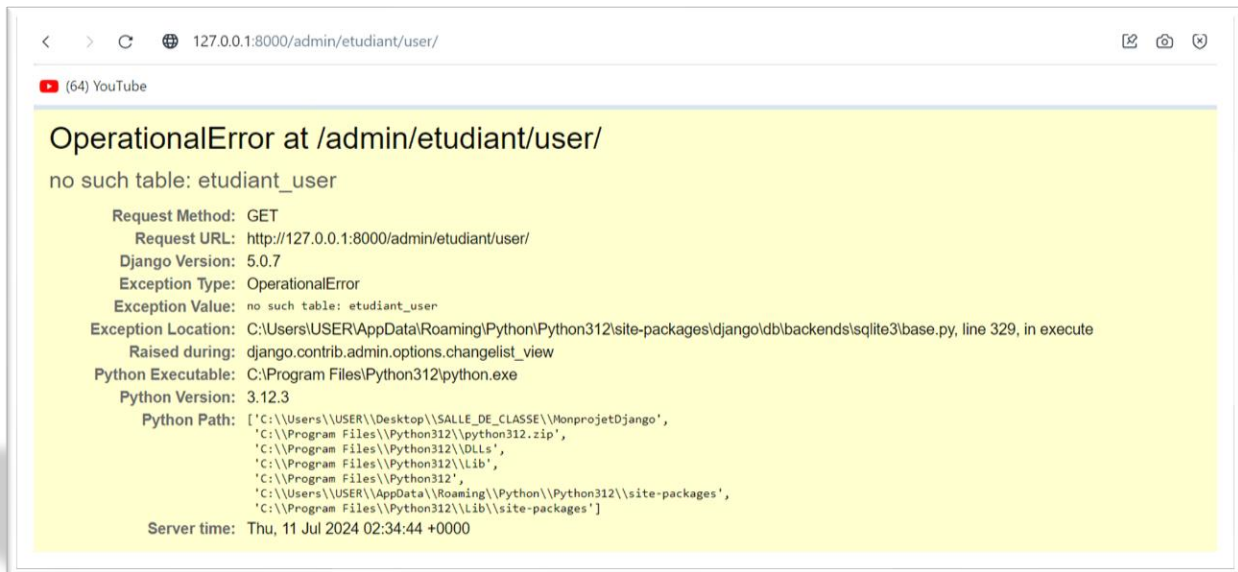 127.0.0.1:8000/admin/etudiant/user/
(64) YouTube
OperationalError at /admin/etudiant/user/
no such table: etudiant_user
Request Method: GET
Request URL: http://127.0.0.1:8000/admin/etudiant/user/
Django Version: 5.0.7
Exception Type: OperationalError
Exception Value: no such table: etudiant_user
Exception Location: C:\Users\USER\AppData\Roaming\Python\Python312\site-packages\django\db\backends\sqlite3\base.py, line 329, in execute
Raised during: django.contrib.admin.options.changelist_view
Python Executable: C:\Program Files\Python312\python.exe
Python Version: 3.12.3
Python Path: ['C:\\Users\\USER\\Desktop\\SALLE_DE_CLASSE\\MonprojetDjango',
'C:\\Program Files\\Python312\\python312.zip',
'C:\\Program Files\\Python312\\DLLs',
'C:\\Program Files\\Python312\\Lib',
'C:\\Program Files\\Python312',
'C:\\Users\\USER\\AppData\\Roaming\\Python\\Python312\\site-packages',
'C:\\Program Files\\Python312\\Lib\\site-packages']
Server time: Thu, 11 Jul 2024 02:34:44 +0000